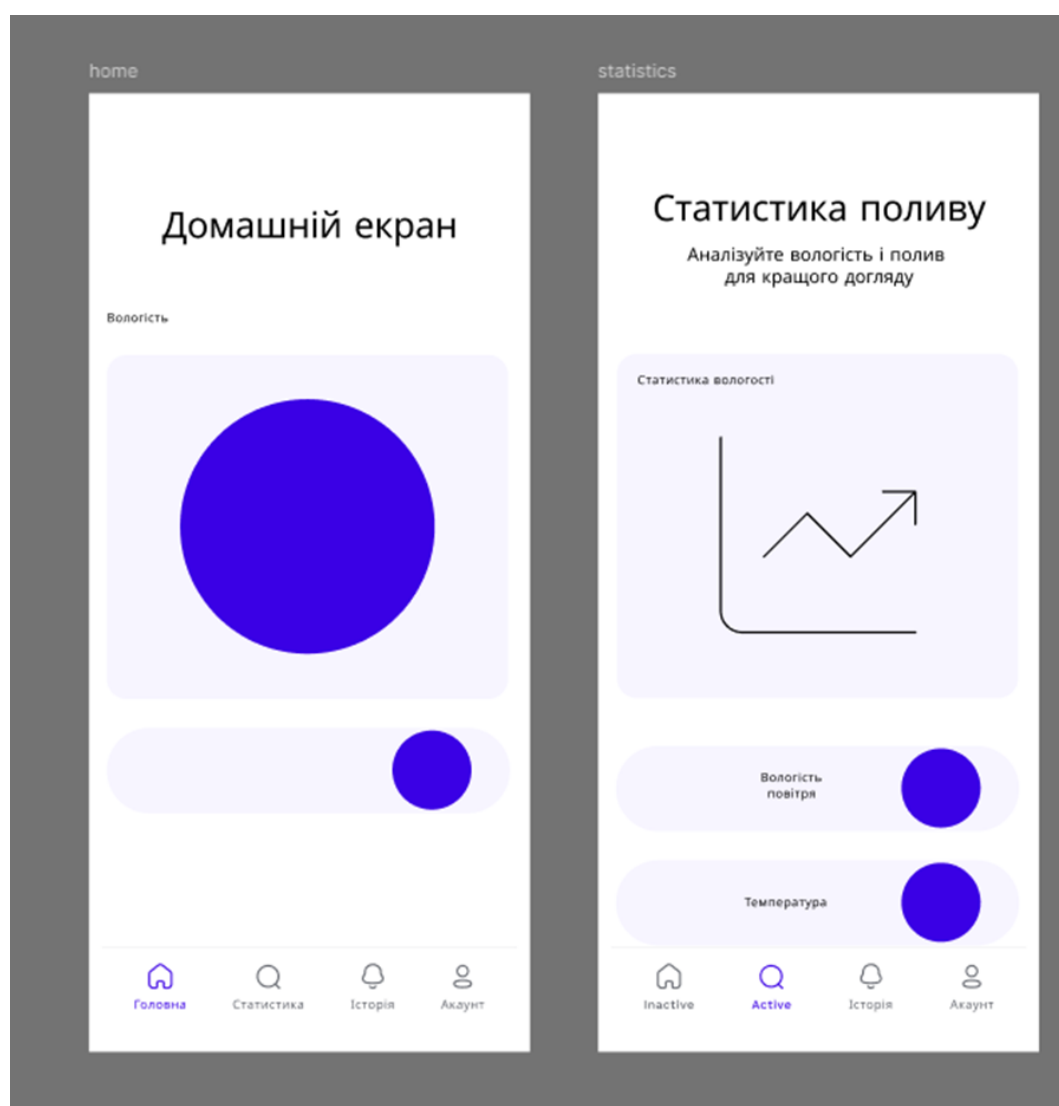 home
Домашній екран
Вологість
Головна
Статистика
Історія
Акаунт
statistics
Статистика поливу
Аналізуйте вологість і полив
для кращого догляду
Статистика вологості
Вологість
повітря
Температура
Inactive
Active
Історія
Акаунт